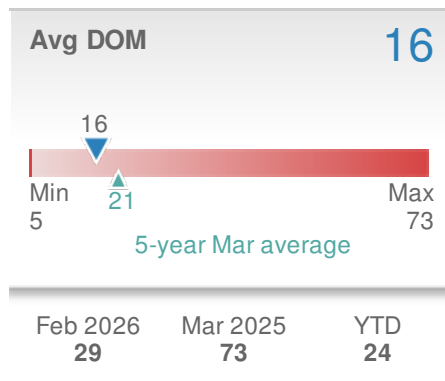 Avg DOM 16
16
21
Min Max
5 73
5-year Mar average
Feb 2026 Mar 2025 YTD
29 73 24